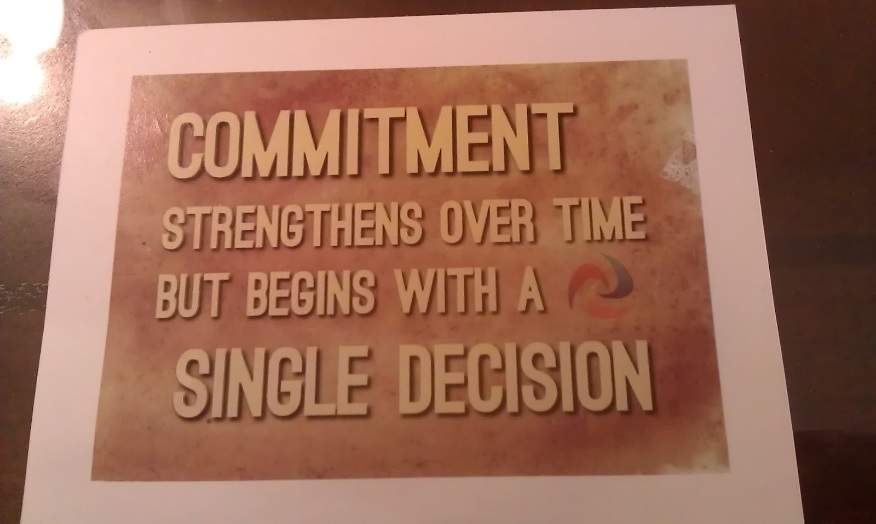 COMMITMENT
STRENGTHENS OVER TIME
BUT BEGINS WITH A
SINGLE DECISION